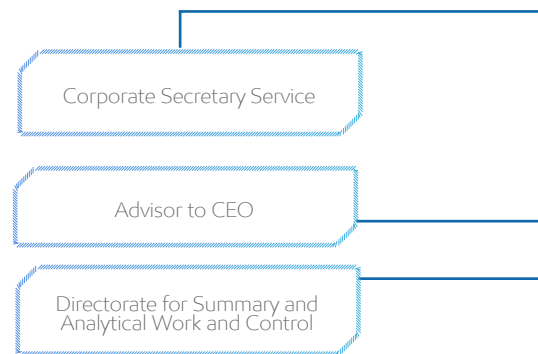 Corporate Secretary Service
Advisor to CEO
Directorate for Summary and
Analytical Work and Control